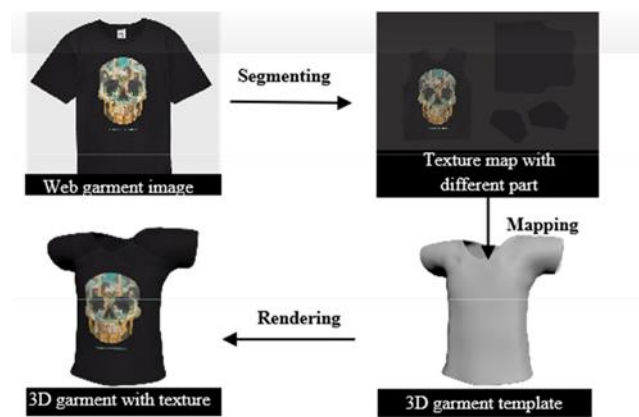 Segmenting
Web garment image
Texture map with
different part
Mapping
Rendering
3D garment with texture
3D garment template